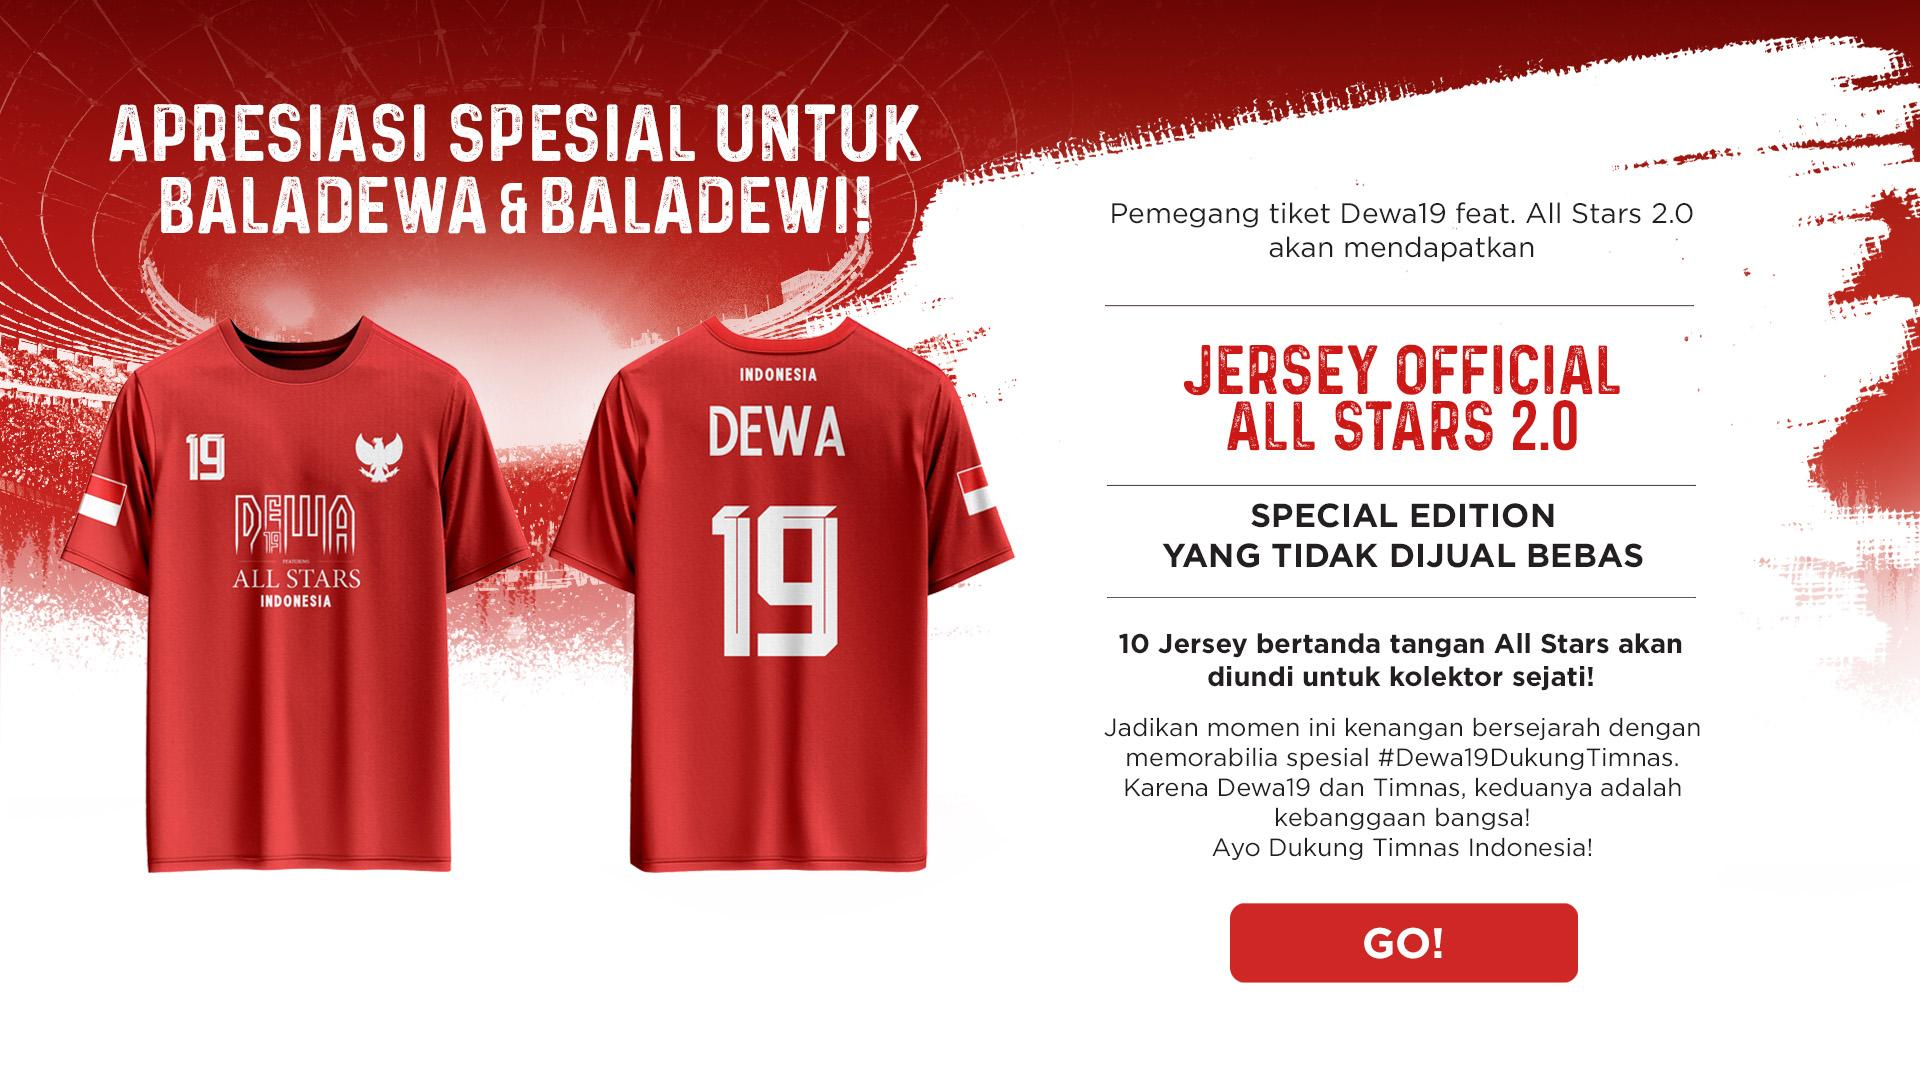 APRESIASI SPESIAL UNTUK
BALADEWA & BALADEWI!
19
DEWA
19
FEATURING
ALL STARS
INDONESIA
INDONESIA
DEWA
19
Pemegang tiket Dewa19 feat. All Stars 2.0
akan mendapatkan
JERSEY OFFICIAL
ALL STARS 2.0
SPECIAL EDITION
YANG TIDAK DIJUAL BEBAS
10 Jersey bertanda tangan All Stars akan
diundi untuk kolektor sejati!
Jadikan momen ini kenangan bersejarah dengan
memorabilia spesial #Dewa19DukungTimnas.
Karena Dewa19 dan Timnas, keduanya adalah
kebanggaan bangsa!
Ayo Dukung Timnas Indonesia!
GO!